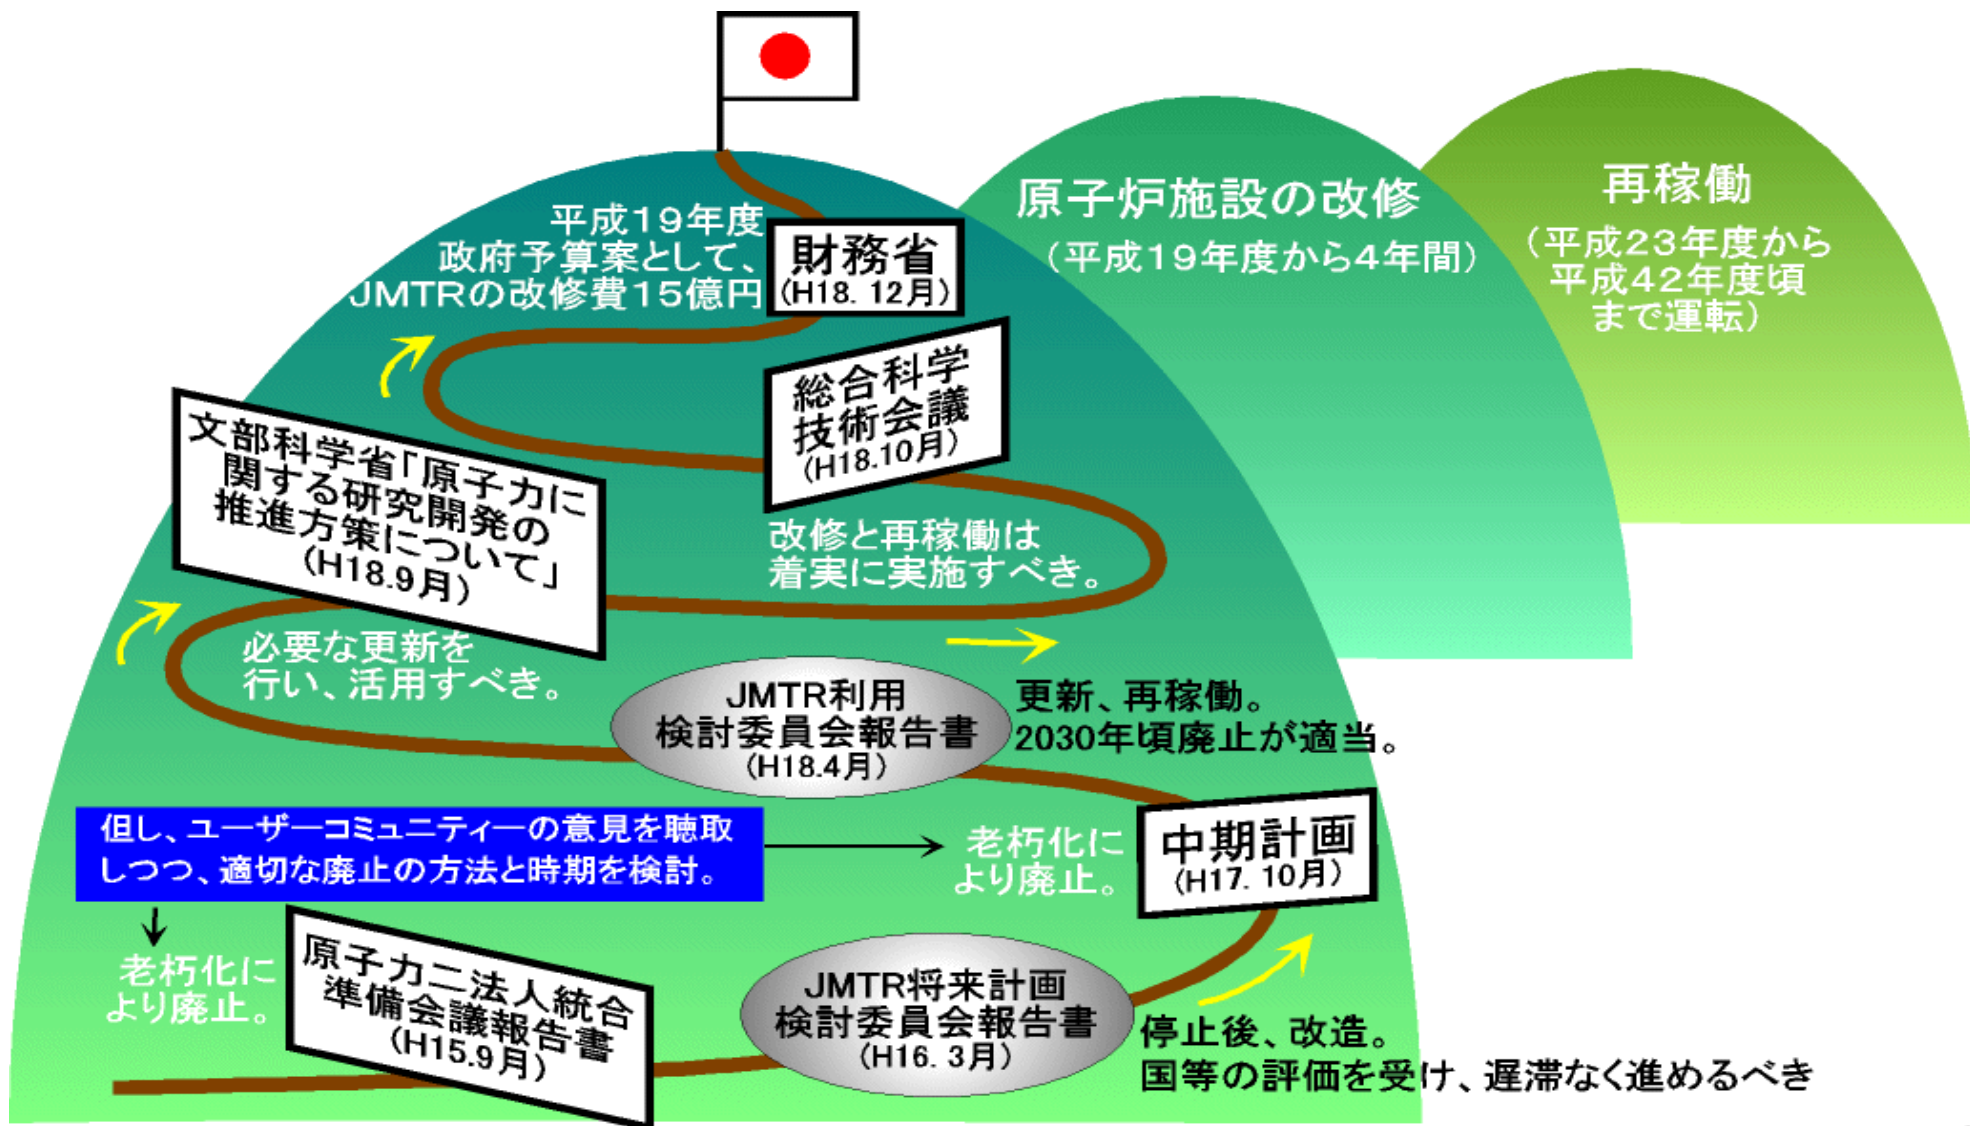 平成19年度
政府予算案として、
JMTRの改修費15億円
財務省
(H18. 12月)
原子炉施設の改修
(平成19年度から4年間)
再稼働
(平成23年度から
平成42年度頃
まで運転)
総合科学
技術会議
(H18.10月)
改修と再稼働は
着実に実施すべき。
文部科学省「原子力に
関する研究開発の
推進方策について」
(H18.9月)
必要な更新を
行い、活用すべき。
JMTR利用
検討委員会報告書
(H18.4月)
更新、再稼働。
2030年頃廃止が適当。
但し、ユーザーコミュニティーの意見を聴取
しつつ、適切な廃止の方法と時期を検討。
老朽化に
より廃止。
中期計画
(H17. 10月)
老朽化に
より廃止。
原子力二法人統合
準備会議報告書
(H15.9月)
JMTR将来計画
検討委員会報告書
(H16. 3月)
停止後、改造。
国等の評価を受け、遅滞なく進めるべき